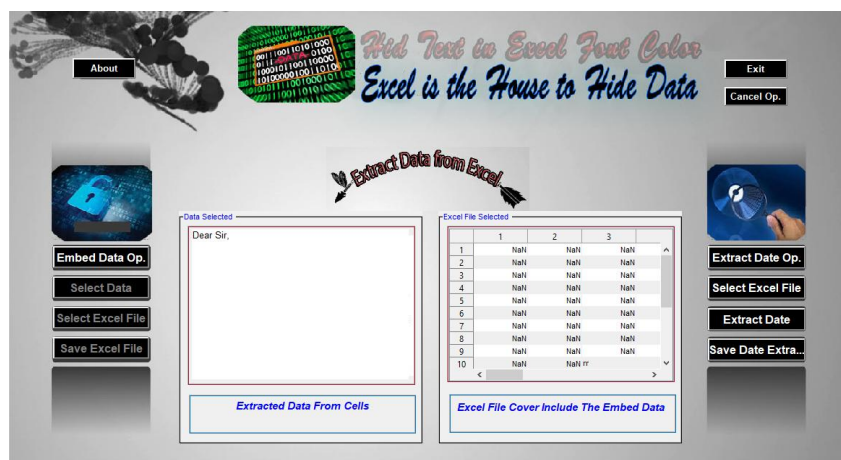 Hid Text in Excel Font Color
Excel is the House to Hide Data
About
Exit
Cancel Op.
Extract Data from Excel
Embed Data Op.
Select Data
Select Excel File
Save Excel File
Data Selected
Dear Sir,
Extracted Data From Cells
Excel File Selected
1 2 3
1 NaN NaN NaN
2 NaN NaN NaN
3 NaN NaN NaN
4 NaN NaN NaN
5 NaN NaN NaN
6 NaN NaN NaN
7 NaN NaN NaN
8 NaN NaN NaN
9 NaN NaN NaN
10 NaN NaN rr
Excel File Cover Include The Embed Data
Extract Date Op.
Select Excel File
Extract Date
Save Date Extra...